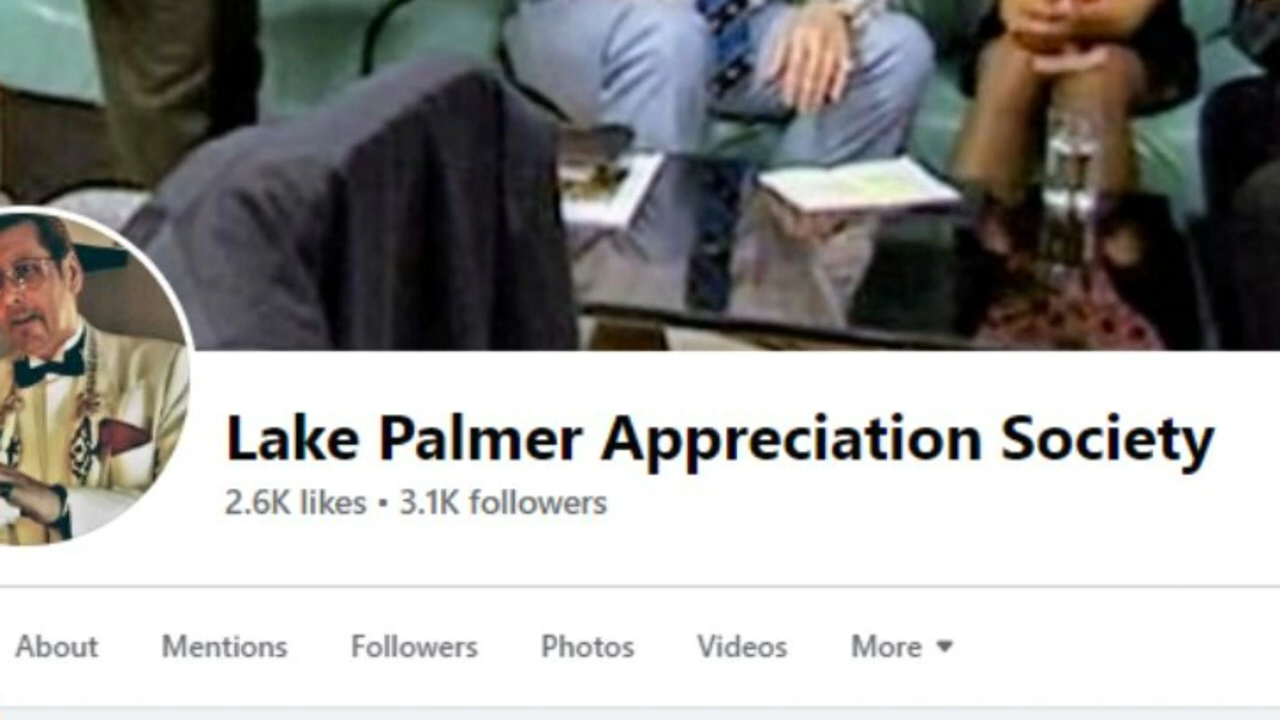 Lake Palmer Appreciation Society
2.6K likes • 3.1K followers
About Mentions Followers Photos Videos More